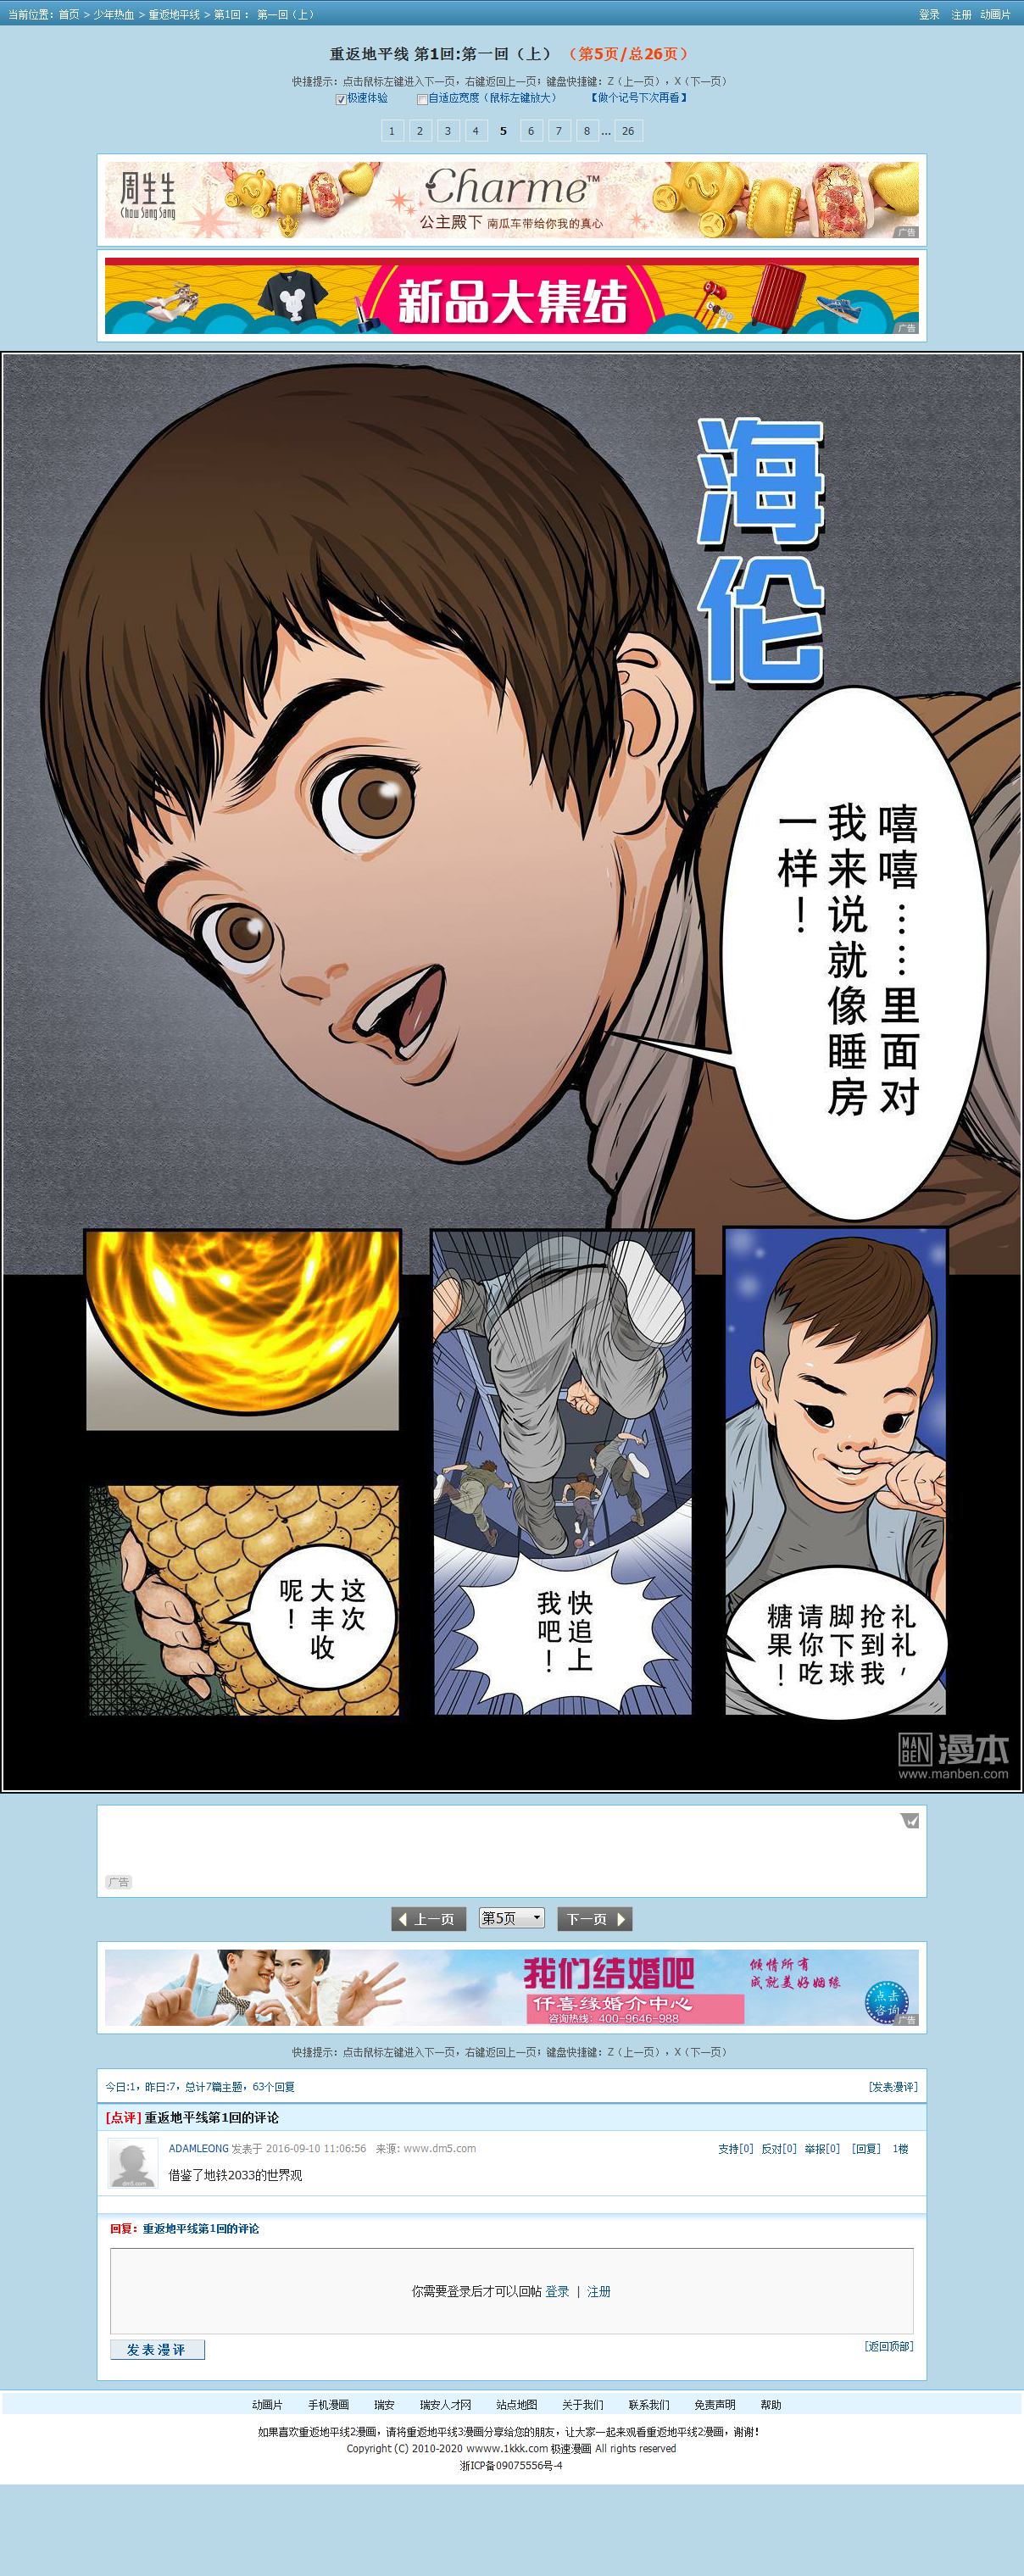 当前位置：首页 > 少年热血 > 重返地平线 > 第1回 ： 第一回（上）
登录 注册 动画片
重返地平线 第1回:第一回（上）（第5页/总26页）
快捷提示：点击鼠标左键进入下一页，右键返回上一页；键盘快捷键：Z（上一页），X（下一页）
极速体验 自适应宽度（鼠标左键放大） 【做个记号下次再看】
1 2 3 4 5 6 7 8 ... 26
周生生
Chow Sang Sang
Charme™
公主殿下 南瓜车带给你我的真心
广告
新品大集结
广告
海伦
嘻嘻……里面对
我来说就像睡房
一样！
这次
大丰收
呢！
快追上
我吧！
礼礼，
抢到我
脚下球
请你吃
糖果！
MAN
BEN
漫本
www.manben.com
广告
上一页 第5页 下一页
我们结婚吧
仟喜缘婚介中心
咨询热线：400-9646-988
倾情所有
成就美好姻缘
点击
咨询
广告
快捷提示：点击鼠标左键进入下一页，右键返回上一页；键盘快捷键：Z（上一页），X（下一页）
今日:1，昨日:7，总计7篇主题，63个回复
[发表漫评]
[点评] 重返地平线第1回的评论
ADAMLEONG 发表于 2016-09-10 11:06:56 来源: www.dm5.com
支持[0] 反对[0] 举报[0] [回复] 1楼
借鉴了地铁2033的世界观
dm5.com
回复：重返地平线第1回的评论
你需要登录后才可以回帖 登录 | 注册
发表漫评
[返回顶部]
动画片 手机漫画 瑞安 瑞安人才网 站点地图 关于我们 联系我们 免责声明 帮助
如果喜欢重返地平线2漫画，请将重返地平线3漫画分享给您的朋友，让大家一起来观看重返地平线2漫画，谢谢！
Copyright (C) 2010-2020 wwww.1kkk.com 极速漫画 All rights reserved
浙ICP备09075556号-4